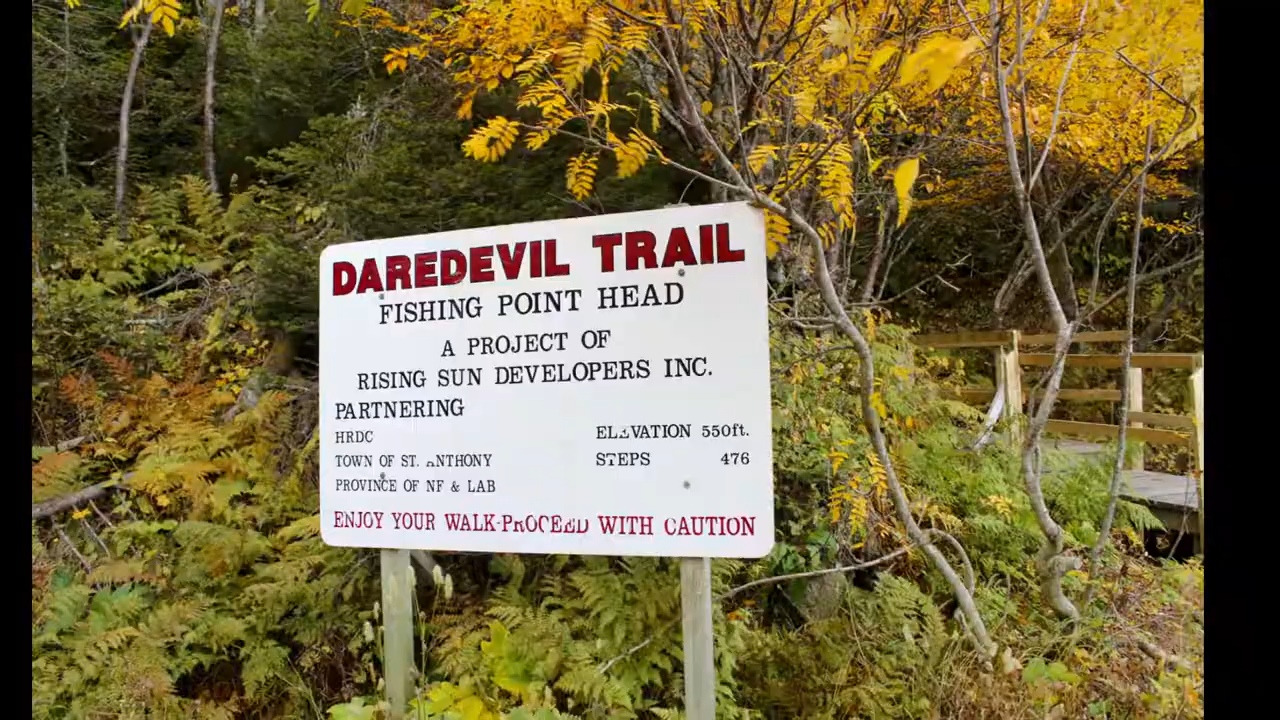 DAREDEVIL TRAIL
FISHING POINT HEAD
A PROJECT OF
RISING SUN DEVELOPERS INC.
PARTNERING
HRDC
TOWN OF ST. ANTHONY
PROVINCE OF NF & LAB
ELEVATION 550ft.
STEPS 476
ENJOY YOUR WALK-PROCEED WITH CAUTION